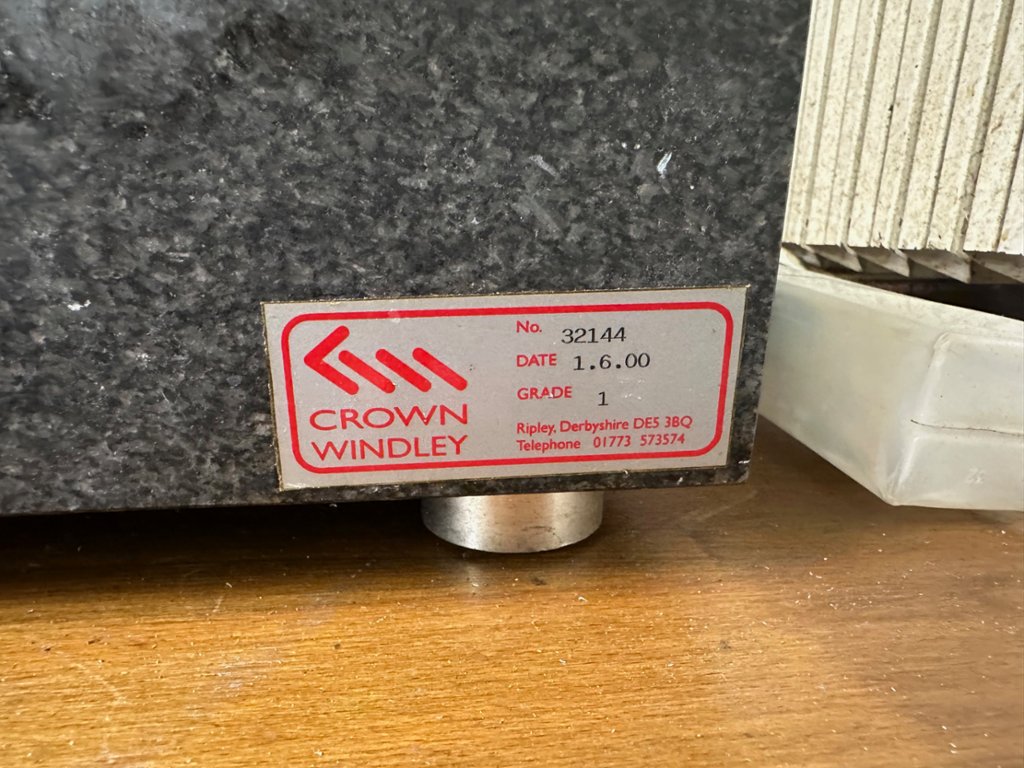 CROWN
WINDLEY
No. 32144
DATE 1.6.00
GRADE 1
Ripley, Derbyshire DE5 3BQ
Telephone 01773 573574